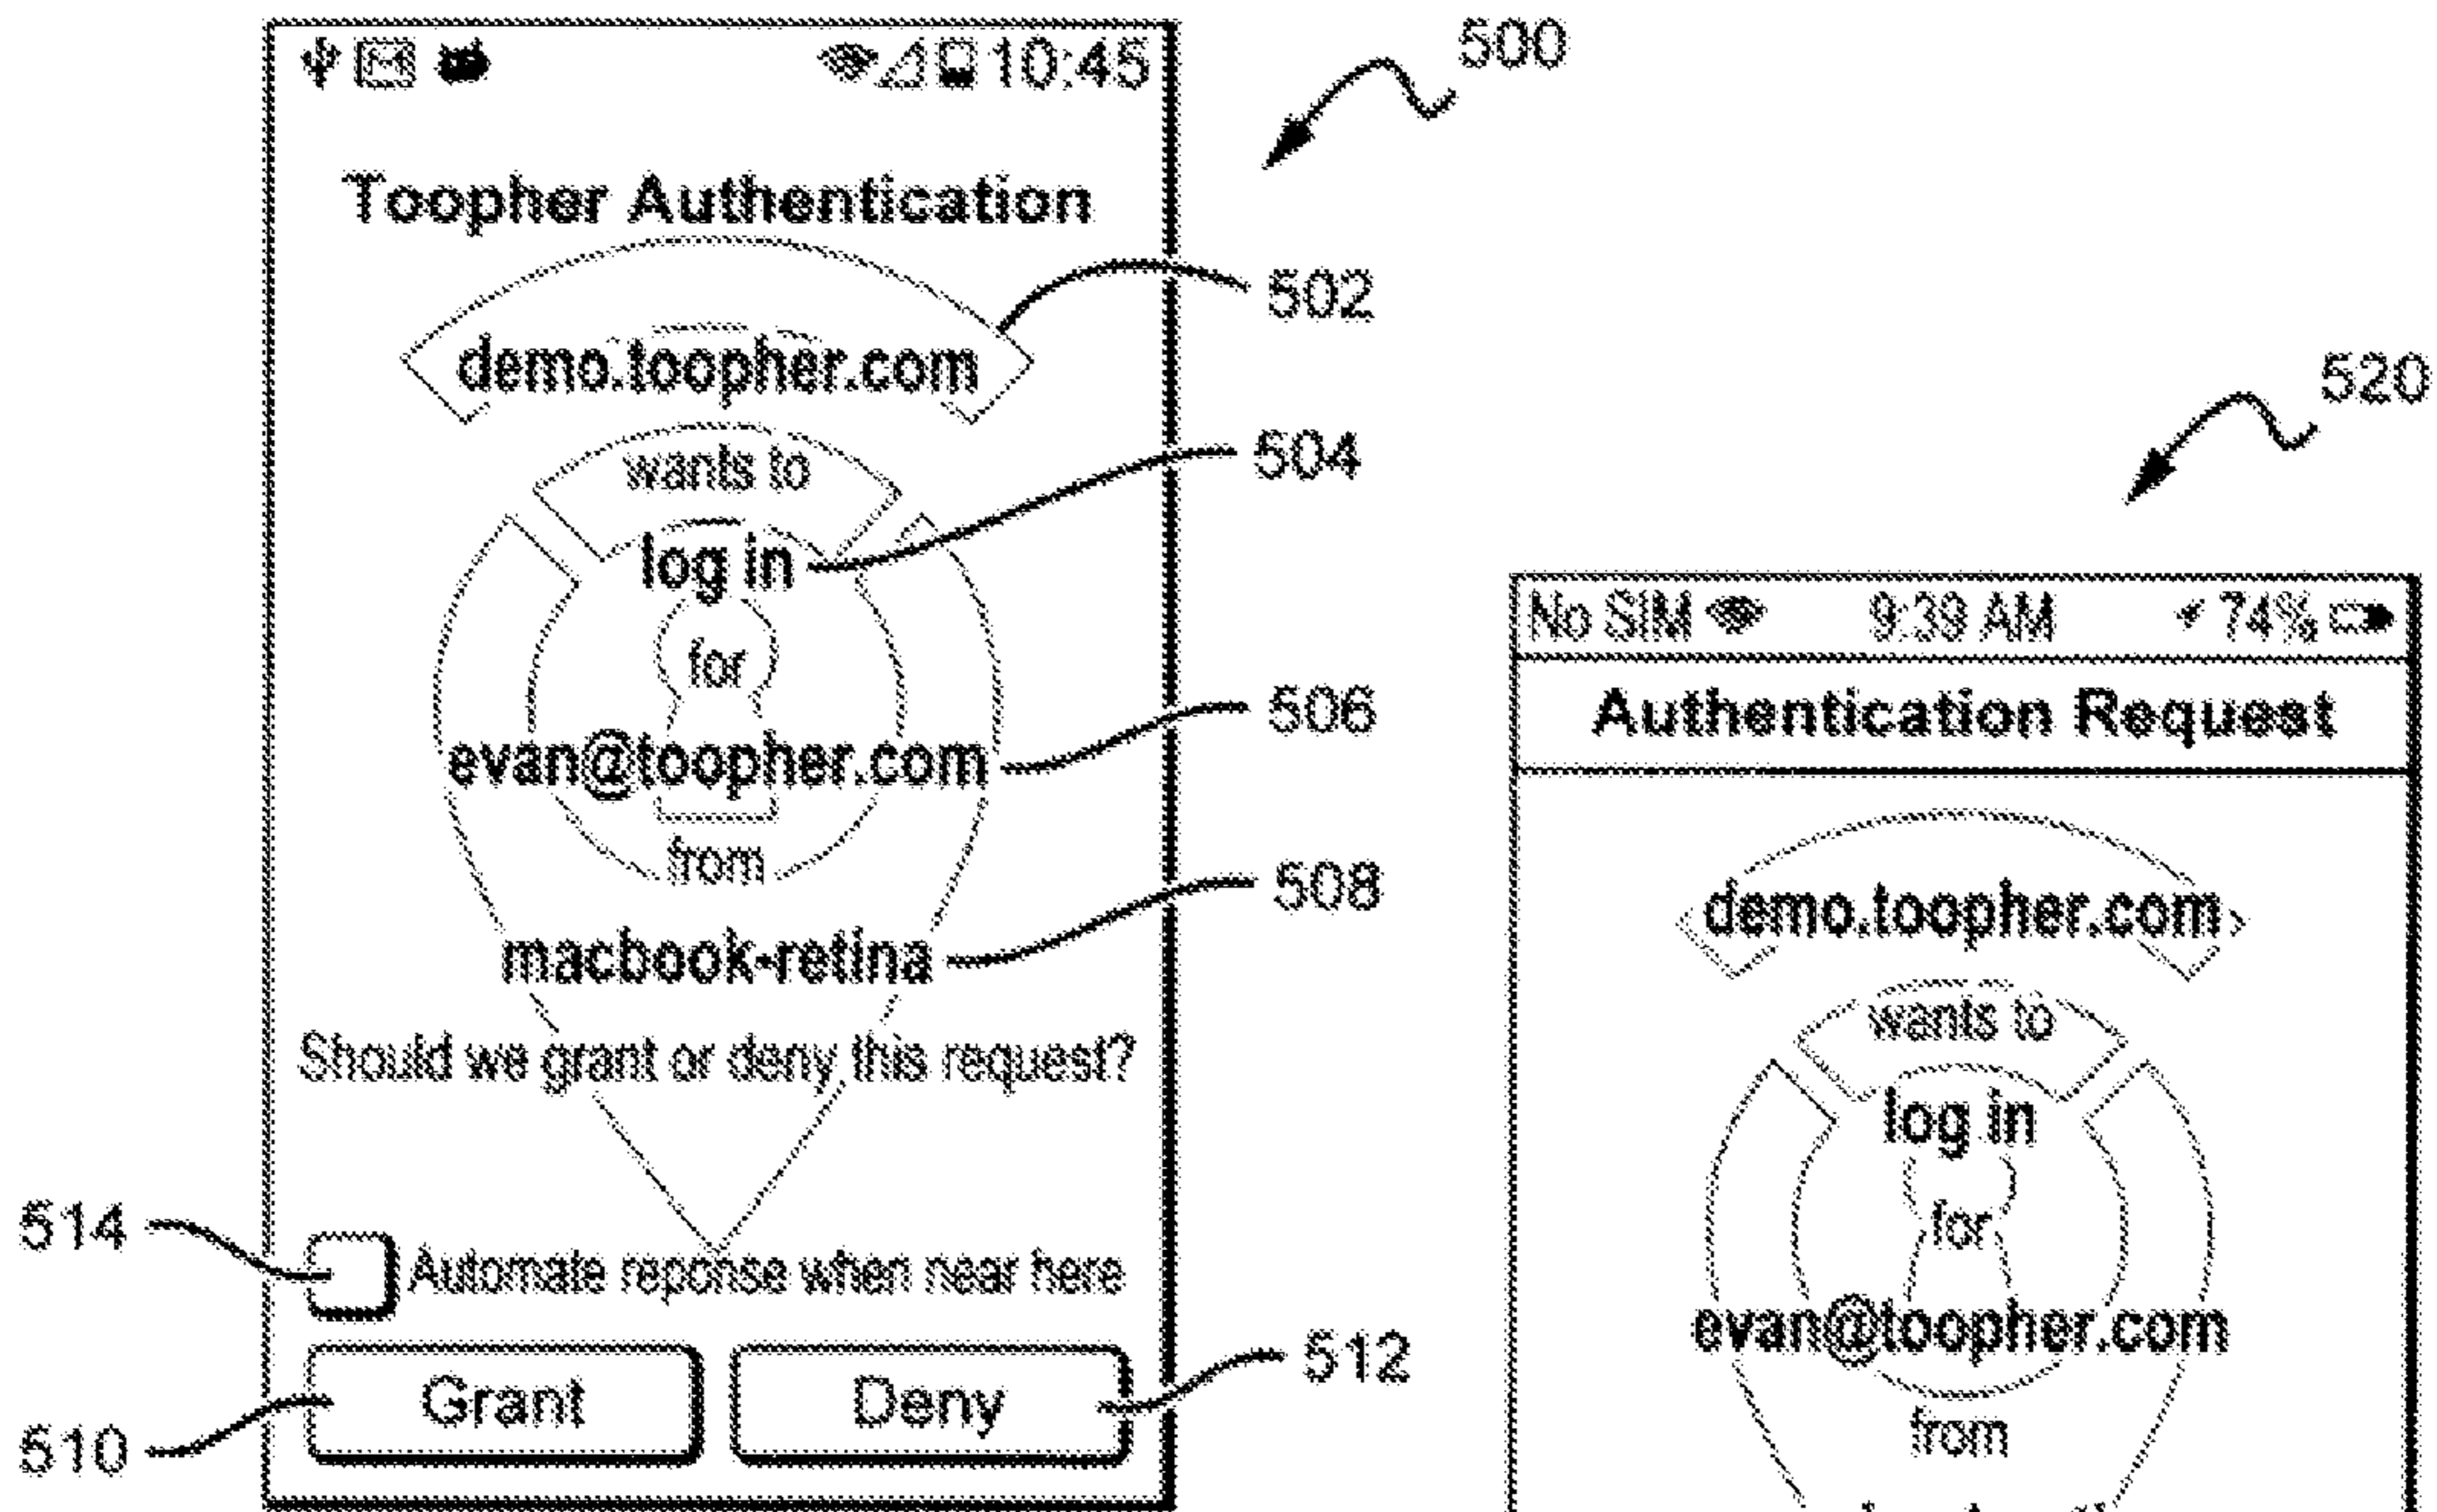 10:45
500
Toopher Authentication
502
demo.toopher.com
wants to
504
log in
for
506
evan@toopher.com
from
508
macbook-retina
Should we grant or deny this request?
514
Automate reponse when near here
Grant
Deny
512
510
520
No SIM 9:39 AM 74%
Authentication Request
demo.toopher.com
wants to
log in
for
evan@toopher.com
from